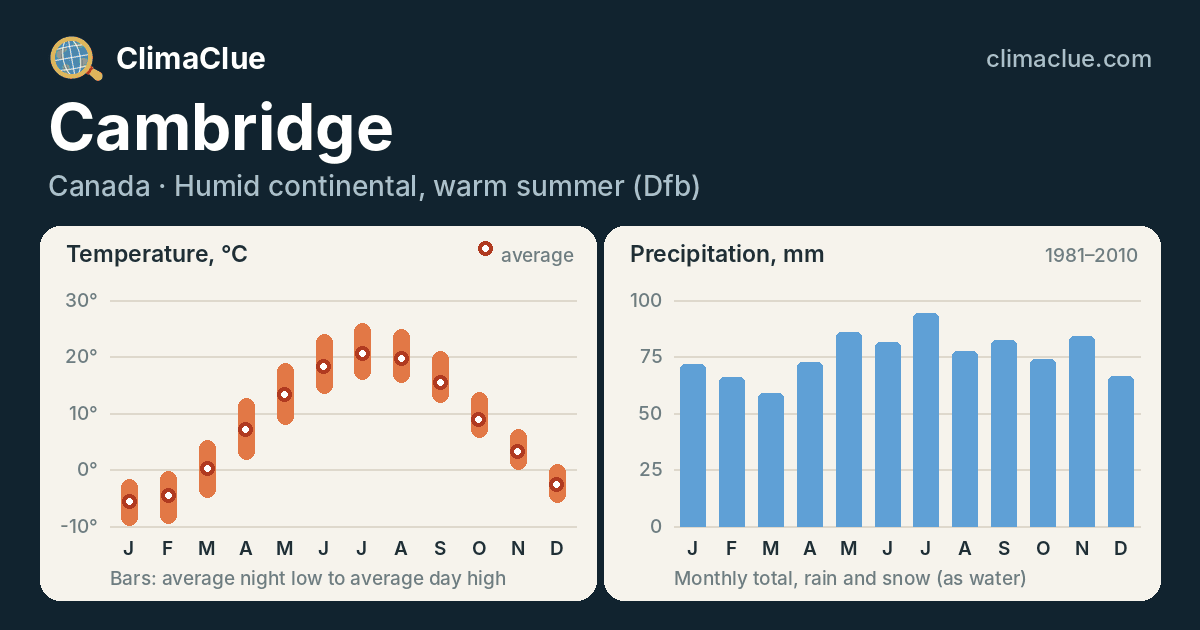 ClimaClue
climaclue.com
Cambridge
Canada · Humid continental, warm summer (Dfb)
Temperature, °C
average
30°
20°
10°
0°
-10°
J F M A M J J A S O N D
Bars: average night low to average day high
Precipitation, mm
1981–2010
100
75
50
25
0
J F M A M J J A S O N D
Monthly total, rain and snow (as water)